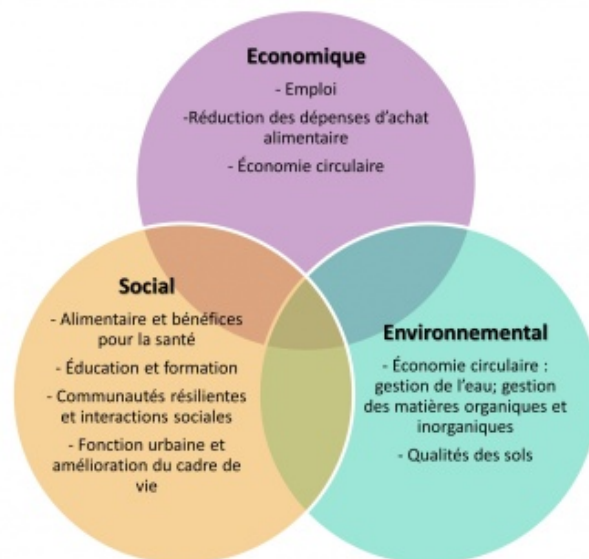 Economique
- Emploi
-Réduction des dépenses d'achat
alimentaire
- Économie circulaire
Social
- Alimentaire et bénéfices
pour la santé
- Éducation et formation
- Communautés résilientes
et interactions sociales
- Fonction urbaine et
amélioration du cadre de
vie
Environnemental
- Économie circulaire :
gestion de l'eau; gestion
des matières organiques et
inorganiques
- Qualités des sols